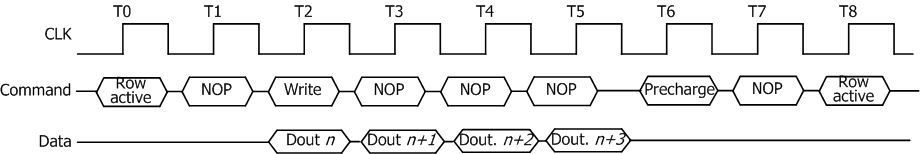 T0 T1 T2 T3 T4 T5 T6 T7 T8
CLK
Command Row active NOP Write NOP NOP NOP Precharge NOP Row active
Data Dout n Dout n+1 Dout. n+2 Dout. n+3